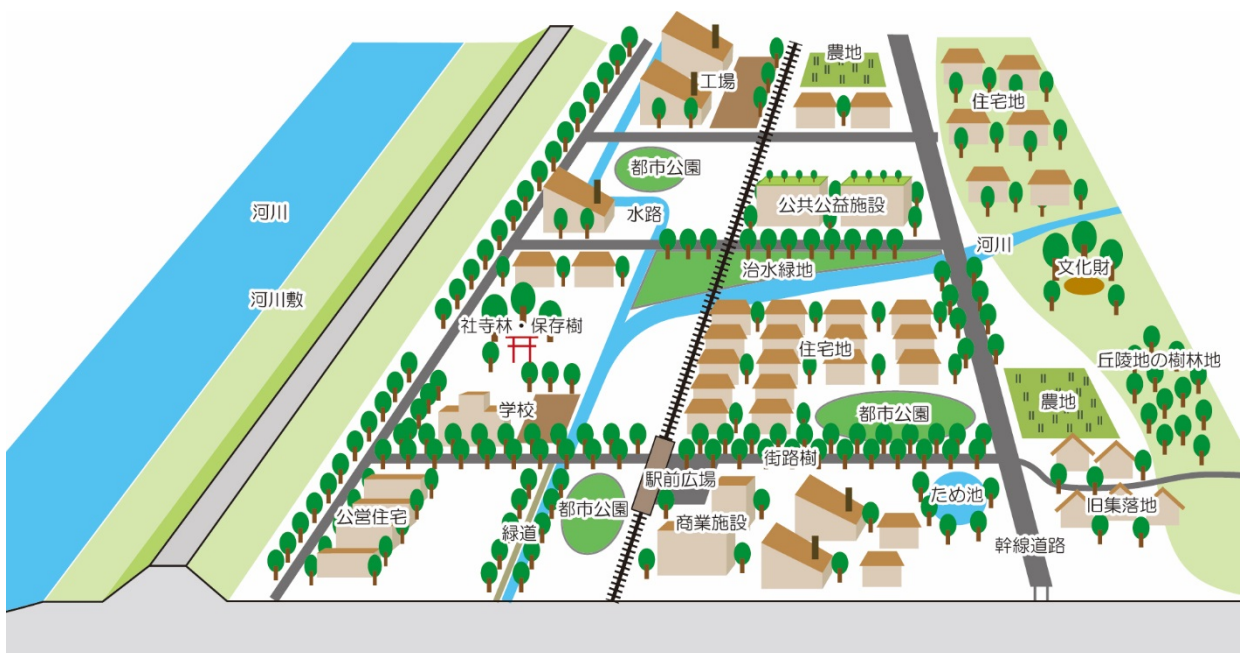 農地
工場
住宅地
都市公園
公共公益施設
河川
水路
河川
治水緑地
文化財
河川敷
社寺林・保存樹
住宅地
丘陵地の樹林地
学校
都市公園
農地
街路樹
駅前広場
ため池
旧集落地
都市公園
公営住宅
商業施設
緑道
幹線道路